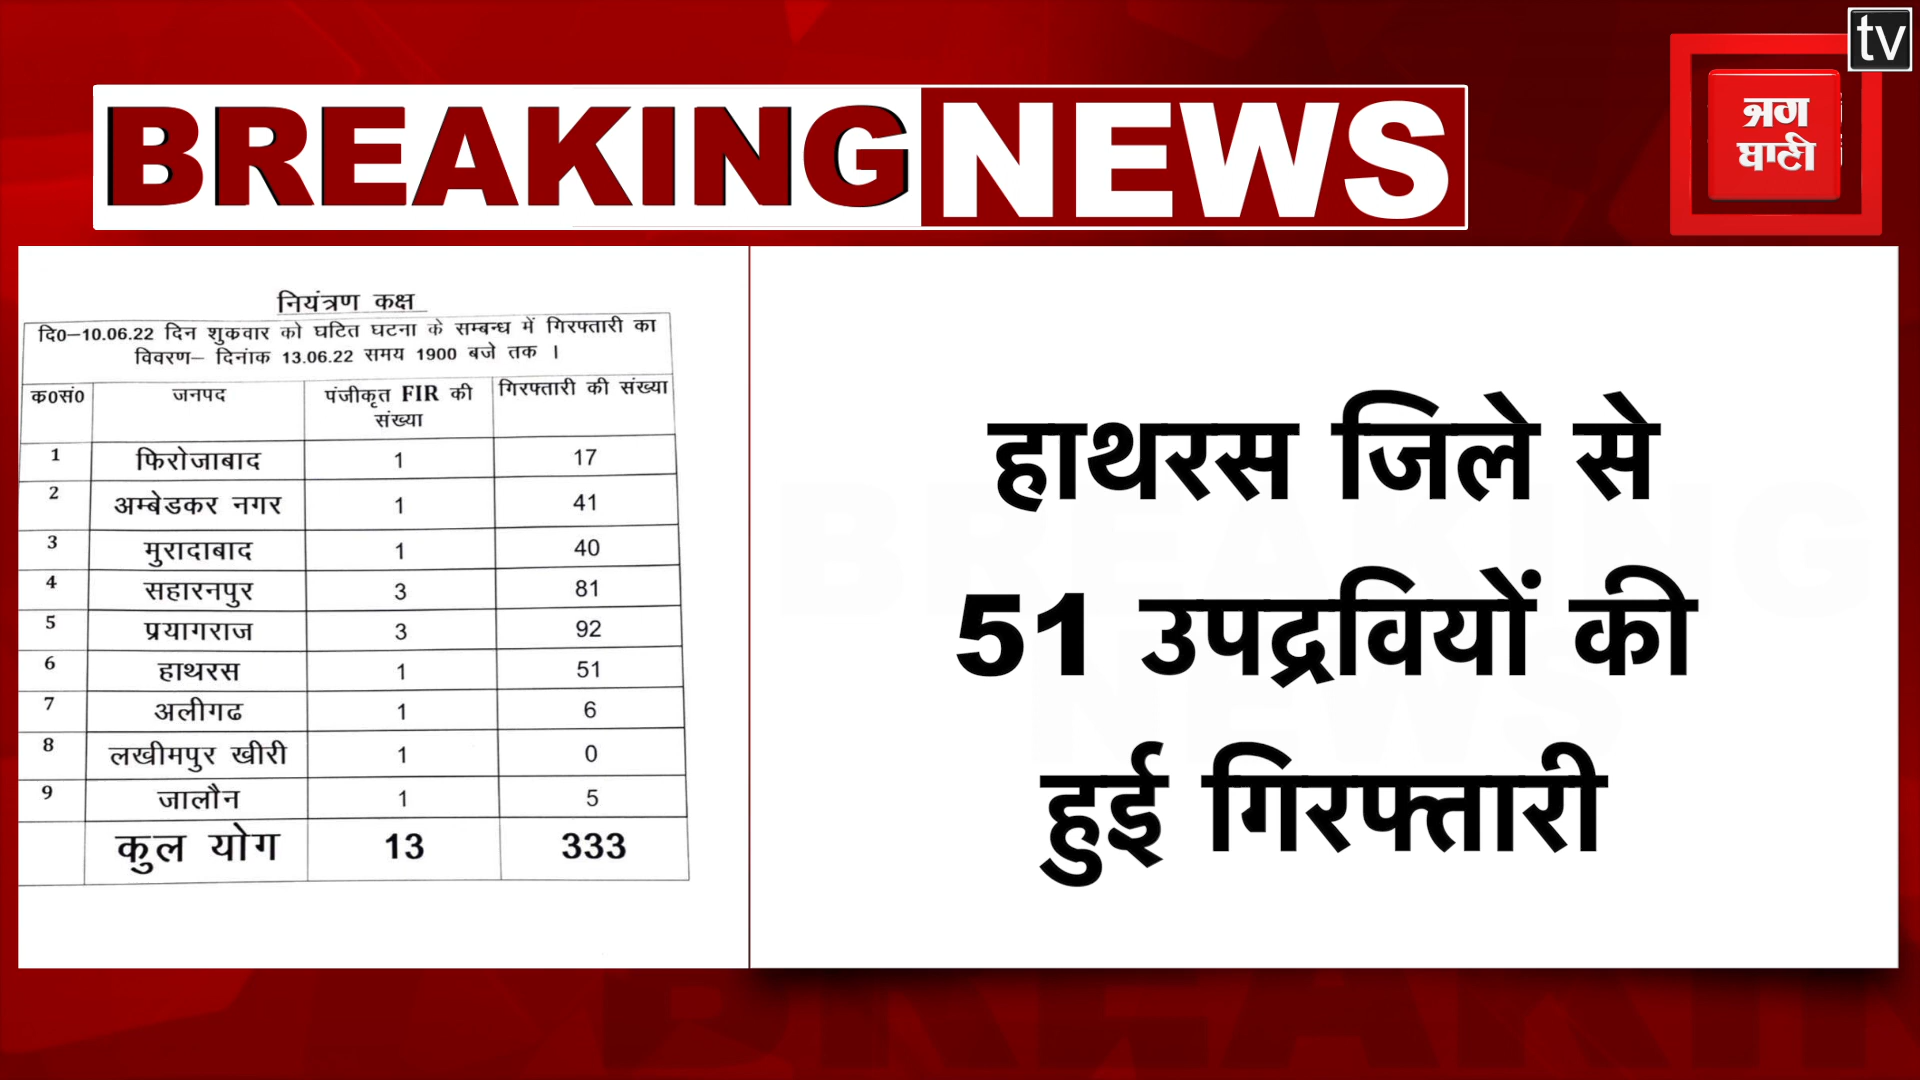 tv
BREAKING NEWS
जग
बाणी
नियंत्रण कक्ष
दि0–10.06.22 दिन शुक्रवार को घटित घटना के सम्बन्ध में गिरफ्तारी का
विवरण– दिनांक 13.06.22 समय 1900 बजे तक ।
क0सं0 जनपद पंजीकृत FIR की संख्या गिरफ्तारी की संख्या
1 फिरोजाबाद 1 17
2 अम्बेडकर नगर 1 41
3 मुरादाबाद 1 40
4 सहारनपुर 3 81
5 प्रयागराज 3 92
6 हाथरस 1 51
7 अलीगढ 1 6
8 लखीमपुर खीरी 1 0
9 जालौन 1 5
कुल योग 13 333
हाथरस जिले से
51 उपद्रवियों की
हुई गिरफ्तारी